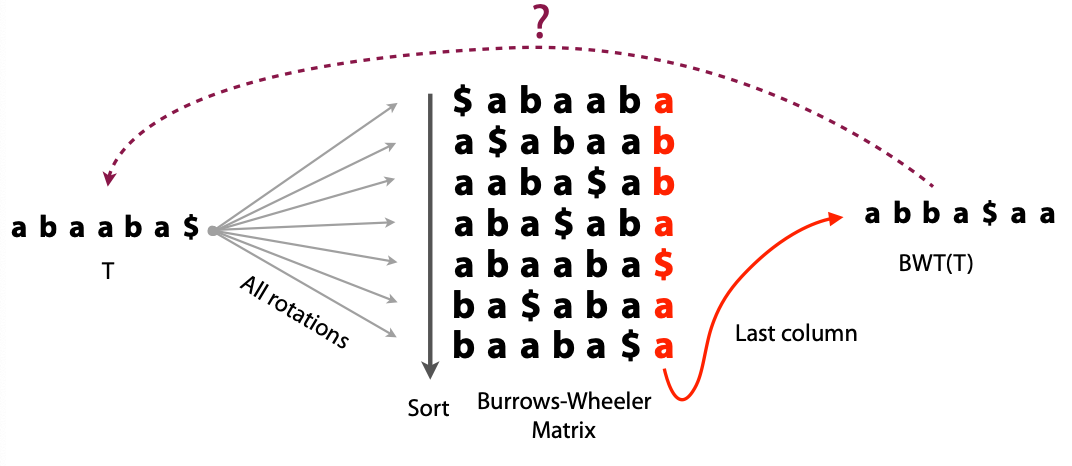 ?
$ a b a a b a
a $ a b a a b
a a b a $ a b
a b a $ a b a
a b a a b a $
b a $ a b a a
b a a b a $ a
a b a a b a $
T
All rotations
Sort
Burrows-Wheeler
Matrix
Last column
a b b a $ a a
BWT(T)